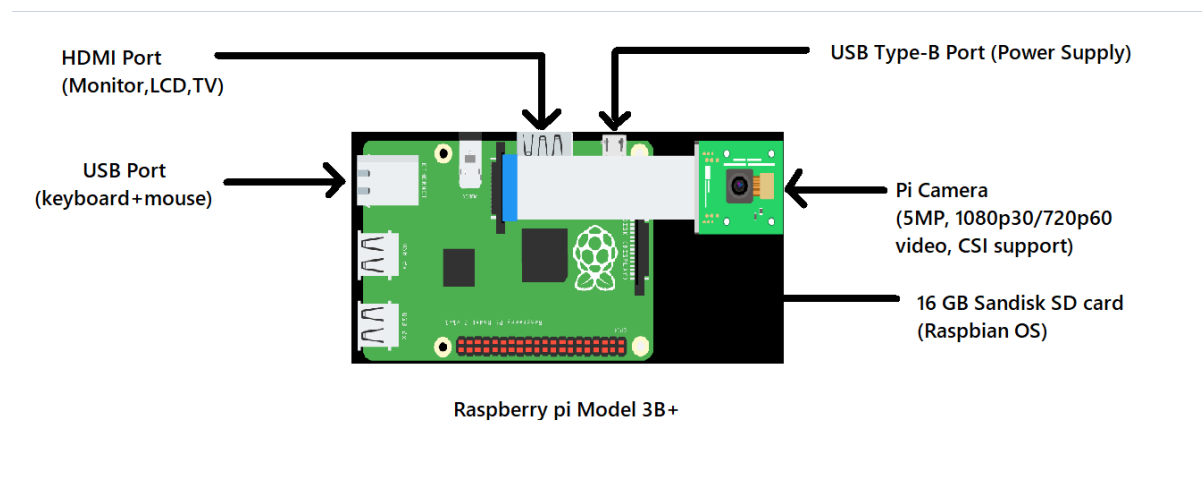 HDMI Port
(Monitor,LCD,TV)
USB Type-B Port (Power Supply)
USB Port
(keyboard+mouse)
Pi Camera
(5MP, 1080p30/720p60
video, CSI support)
16 GB Sandisk SD card
(Raspbian OS)
ETHERNET
Raspberry pi Model 3B+